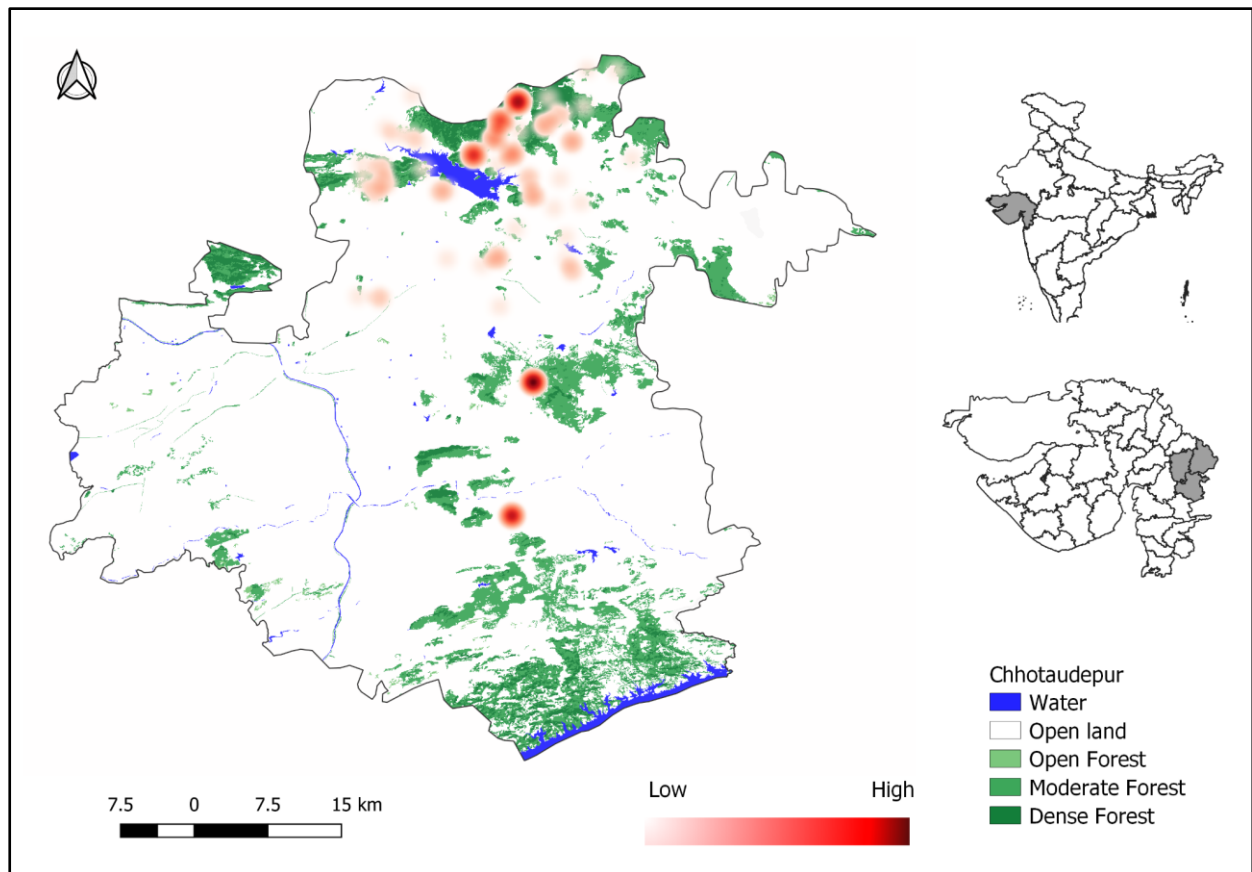 Chhotaudepur
Water
Open land
Open Forest
Moderate Forest
Dense Forest
7.5 0 7.5 15 km
Low High